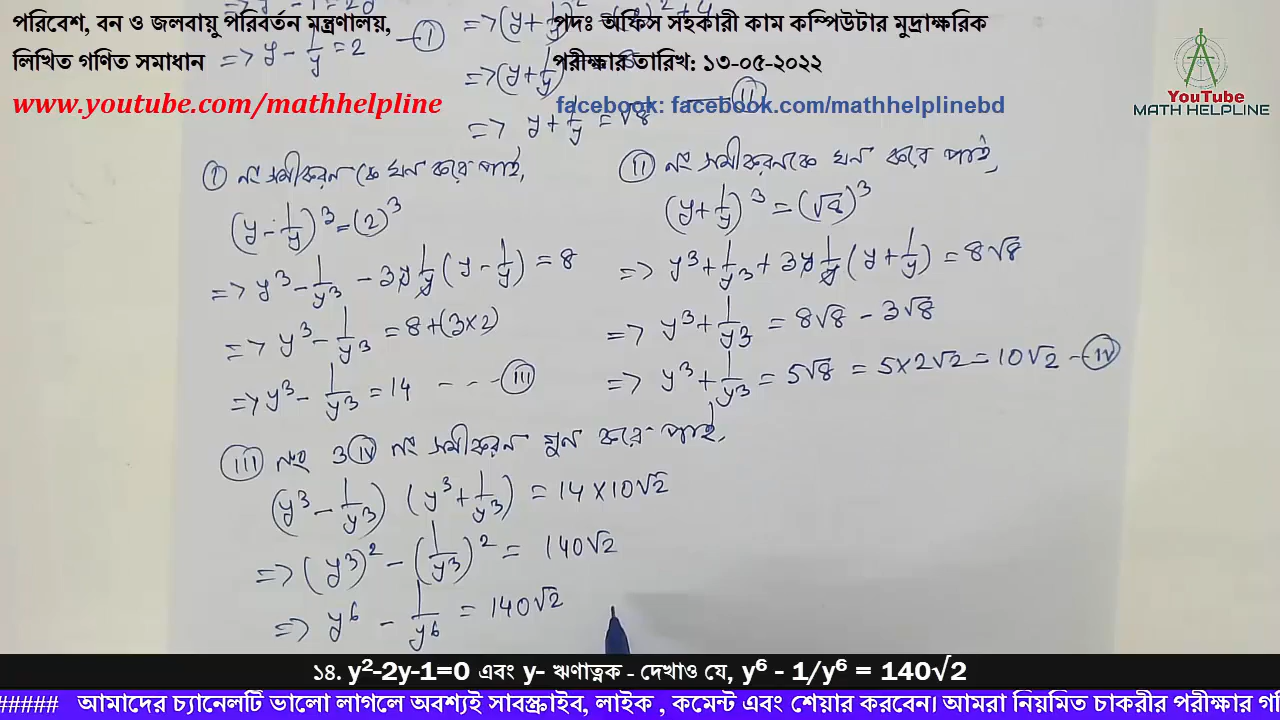 পরিবেশ, বন ও জলবায়ু পরিবর্তন মন্ত্রণালয়,
পদঃ অফিস সহকারী কাম কম্পিউটার মুদ্রাক্ষরিক
লিখিত গণিত সমাধান
পরীক্ষার তারিখ: ১৩-০৫-২০২২
www.youtube.com/mathhelpline
facebook: facebook.com/mathhelplinebd
YouTube
MATH HELPLINE
=> y - 1/y = 2 — (I)
=> y + 1/y = √8 — (II)
(I) নং সমীকরন কে ঘন করে পাই,
(y - 1/y)³ = (2)³
=> y³ - 1/y³ - 3y 1/y (y - 1/y) = 8
=> y³ - 1/y³ = 8 + (3×2)
=> y³ - 1/y³ = 14 - - - (III)
(II) নং সমীকরনকে ঘন করে পাই,
(y + 1/y)³ = (√8)³
=> y³ + 1/y³ + 3y 1/y (y + 1/y) = 8√8
=> y³ + 1/y³ = 8√8 - 3√8
=> y³ + 1/y³ = 5√8 = 5×2√2 = 10√2 - (IV)
(III) নং ও (IV) নং সমীকরন গুন করে পাই,
(y³ - 1/y³) (y³ + 1/y³) = 14 × 10√2
=> (y³)² - (1/y³)² = 140√2
=> y⁶ - 1/y⁶ = 140√2
১৪. y²-2y-1=0 এবং y- ঋণাত্নক - দেখাও যে, y⁶ - 1/y⁶ = 140√2
##### আমাদের চ্যানেলটি ভালো লাগলে অবশ্যই সাবস্ক্রাইব, লাইক , কমেন্ট এবং শেয়ার করবেন। আমরা নিয়মিত চাকরীর পরীক্ষার